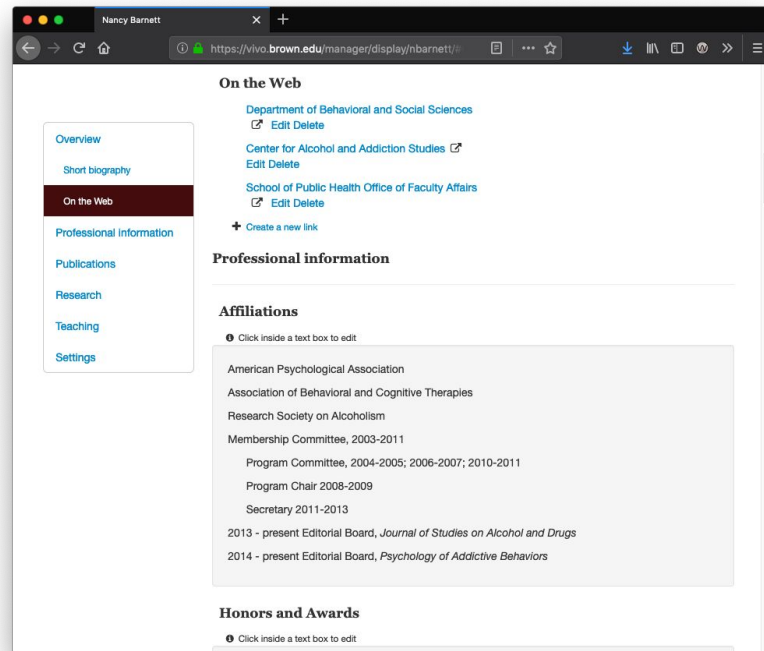 Nancy Barnett
https://vivo.brown.edu/manager/display/nbarnett/#
On the Web
Department of Behavioral and Social Sciences
Edit Delete
Center for Alcohol and Addiction Studies
Edit Delete
School of Public Health Office of Faculty Affairs
Edit Delete
Create a new link
Overview
Short biography
On the Web
Professional information
Publications
Research
Teaching
Settings
Professional information
Affiliations
Click inside a text box to edit
American Psychological Association
Association of Behavioral and Cognitive Therapies
Research Society on Alcoholism
Membership Committee, 2003-2011
Program Committee, 2004-2005; 2006-2007; 2010-2011
Program Chair 2008-2009
Secretary 2011-2013
2013 - present Editorial Board, Journal of Studies on Alcohol and Drugs
2014 - present Editorial Board, Psychology of Addictive Behaviors
Honors and Awards
Click inside a text box to edit